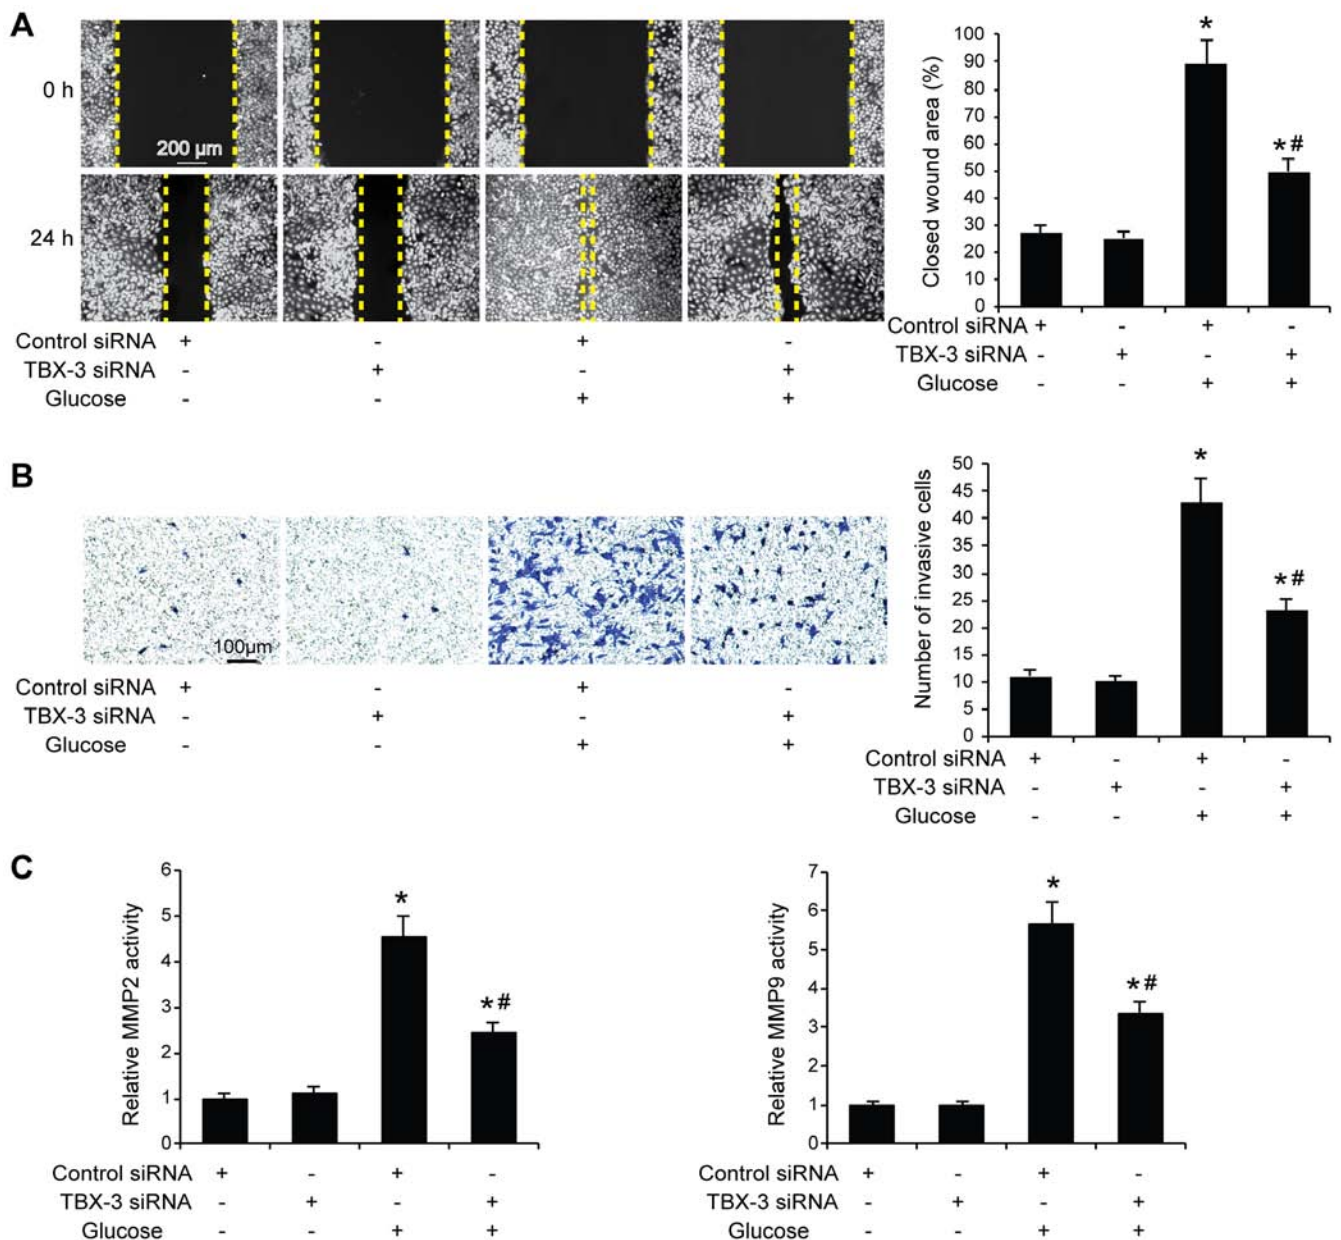 A
0 h
200 µm
24 h
Control siRNA + - + -
TBX-3 siRNA - + - +
Glucose - - + +
Closed wound area (%)
100
90
80
70
60
50
40
30
20
10
0
*
*#
Control siRNA + - + -
TBX-3 siRNA - + - +
Glucose - - + +
B
100µm
Control siRNA + - + -
TBX-3 siRNA - + - +
Glucose - - + +
Number of invasive cells
50
45
40
35
30
25
20
15
10
5
0
*
*#
Control siRNA + - + -
TBX-3 siRNA - + - +
Glucose - - + +
C
Relative MMP2 activity
6
5
4
3
2
1
0
*
*#
Control siRNA + - + -
TBX-3 siRNA - + - +
Glucose - - + +
Relative MMP9 activity
7
6
5
4
3
2
1
0
*
*#
Control siRNA + - + -
TBX-3 siRNA - + - +
Glucose - - + +